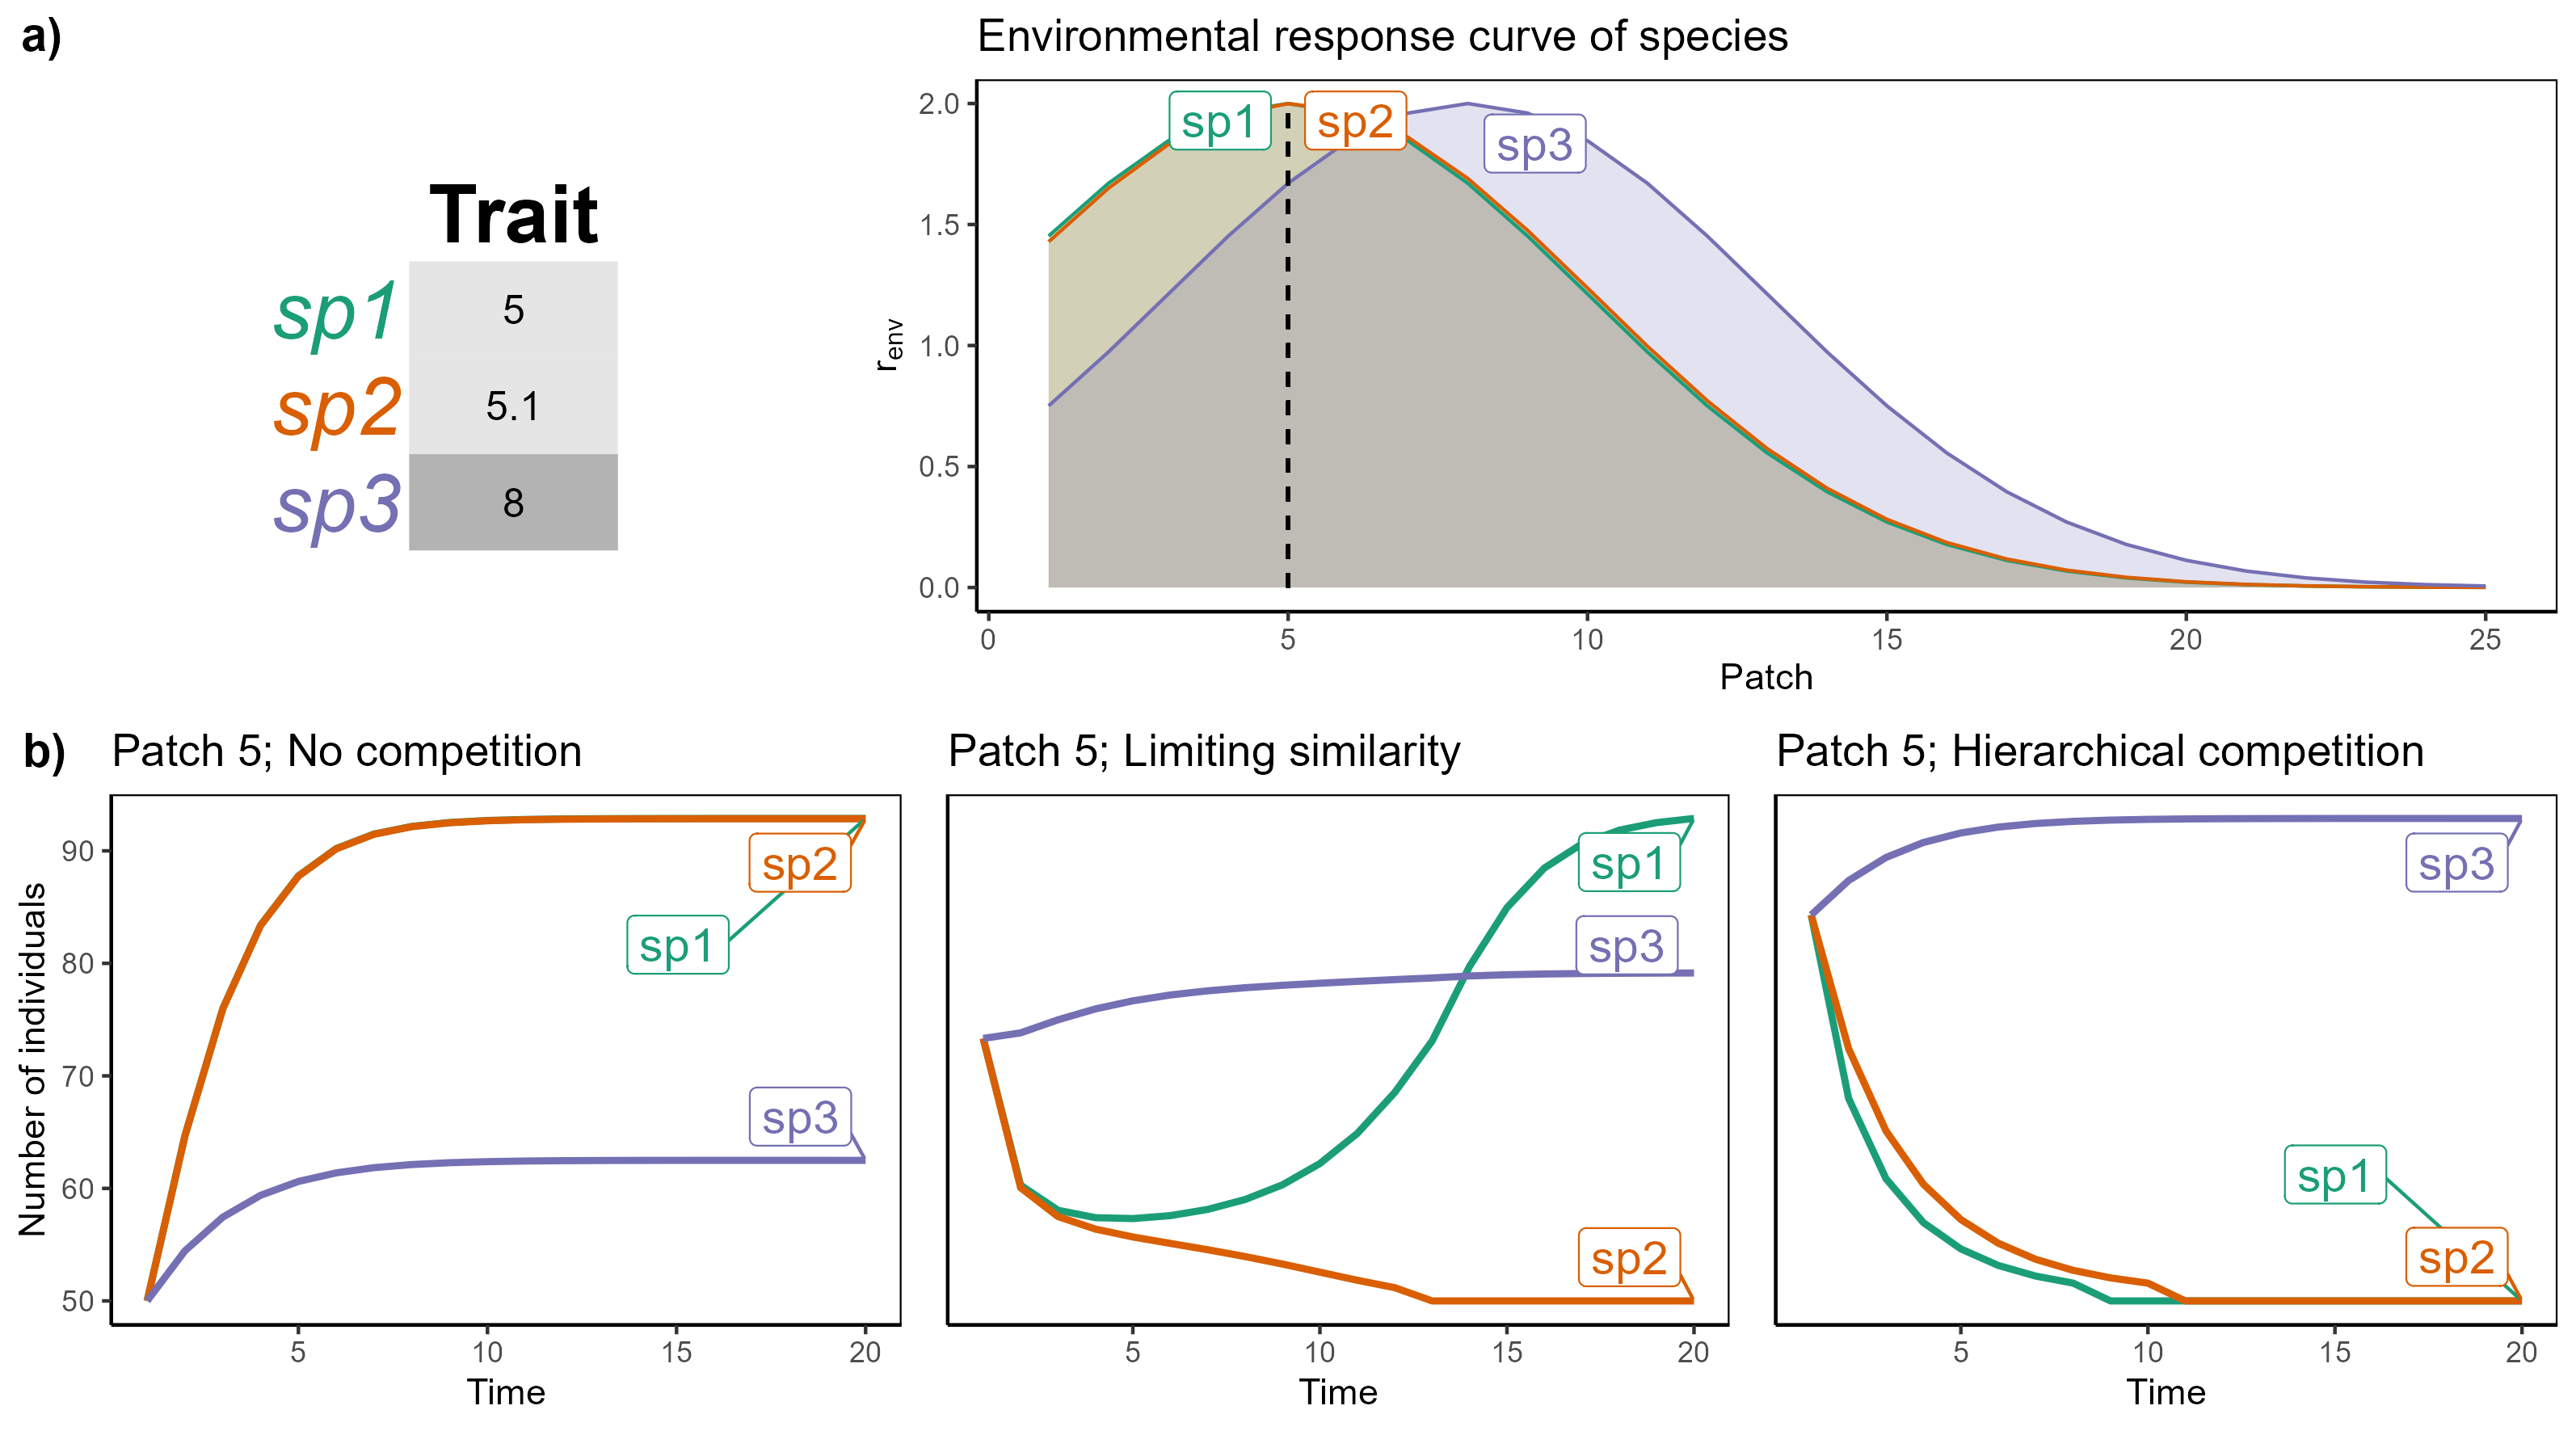 a)
Trait
sp1 5
sp2 5.1
sp3 8
Environmental response curve of species
r_env
2.0
1.5
1.0
0.5
0.0
sp1
sp2
sp3
0 5 10 15 20 25
Patch
b)
Patch 5; No competition
Number of individuals
90
80
70
60
50
sp2
sp1
sp3
5 10 15 20
Time
Patch 5; Limiting similarity
sp1
sp3
sp2
5 10 15 20
Time
Patch 5; Hierarchical competition
sp3
sp1
sp2
5 10 15 20
Time